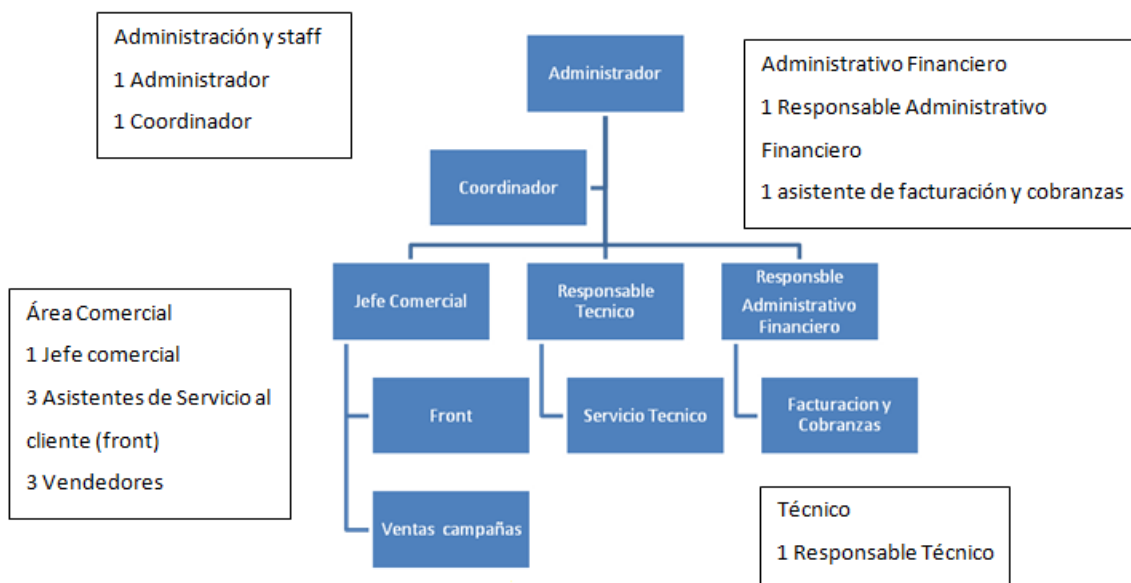 Administración y staff
1 Administrador
1 Coordinador
Administrador
Administrativo Financiero
1 Responsable Administrativo
Financiero
1 asistente de facturación y cobranzas
Coordinador
Área Comercial
1 Jefe comercial
3 Asistentes de Servicio al
cliente (front)
3 Vendedores
Jefe Comercial
Responsable
Tecnico
Responsble
Administrativo
Financiero
Front
Servicio Tecnico
Facturacion y
Cobranzas
Ventas campañas
Técnico
1 Responsable Técnico